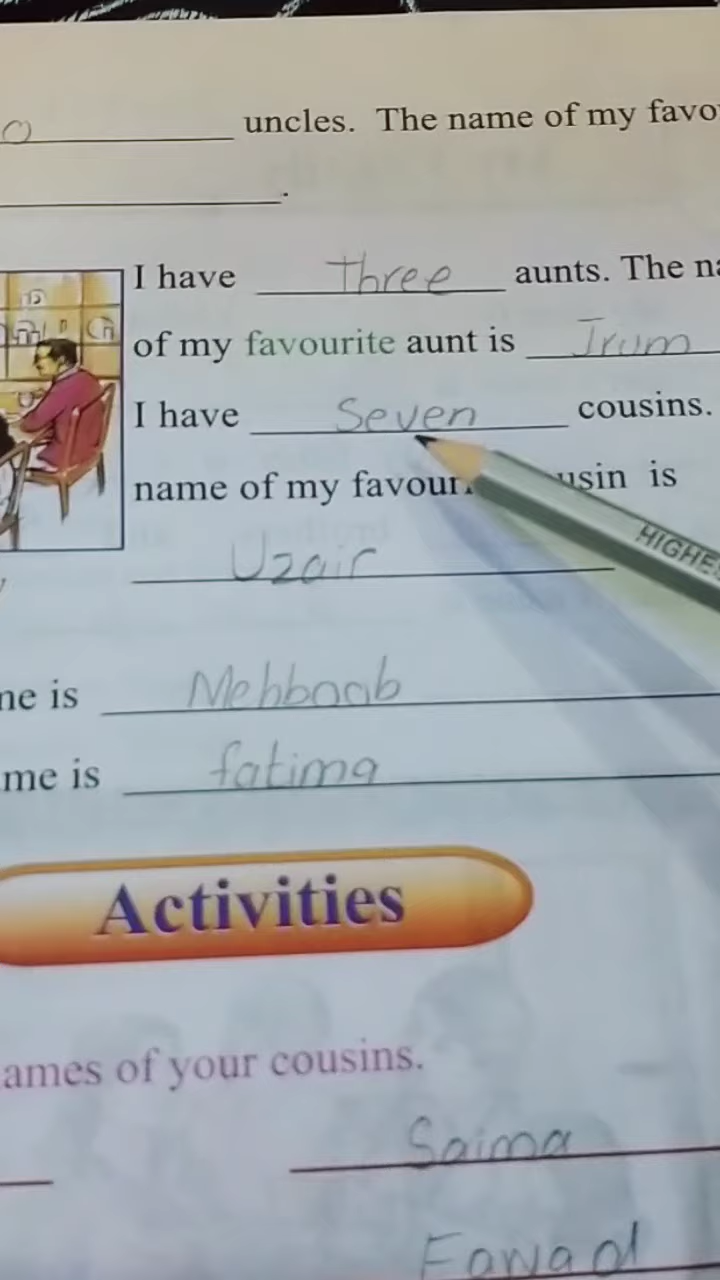 uncles. The name of my favo
.
I have Three aunts. The na
of my favourite aunt is Irum
I have Seven cousins.
name of my favour usin is
Uzair
ne is Mehboob
me is fatima
Activities
ames of your cousins.
Saima
Fawad
HIGHES